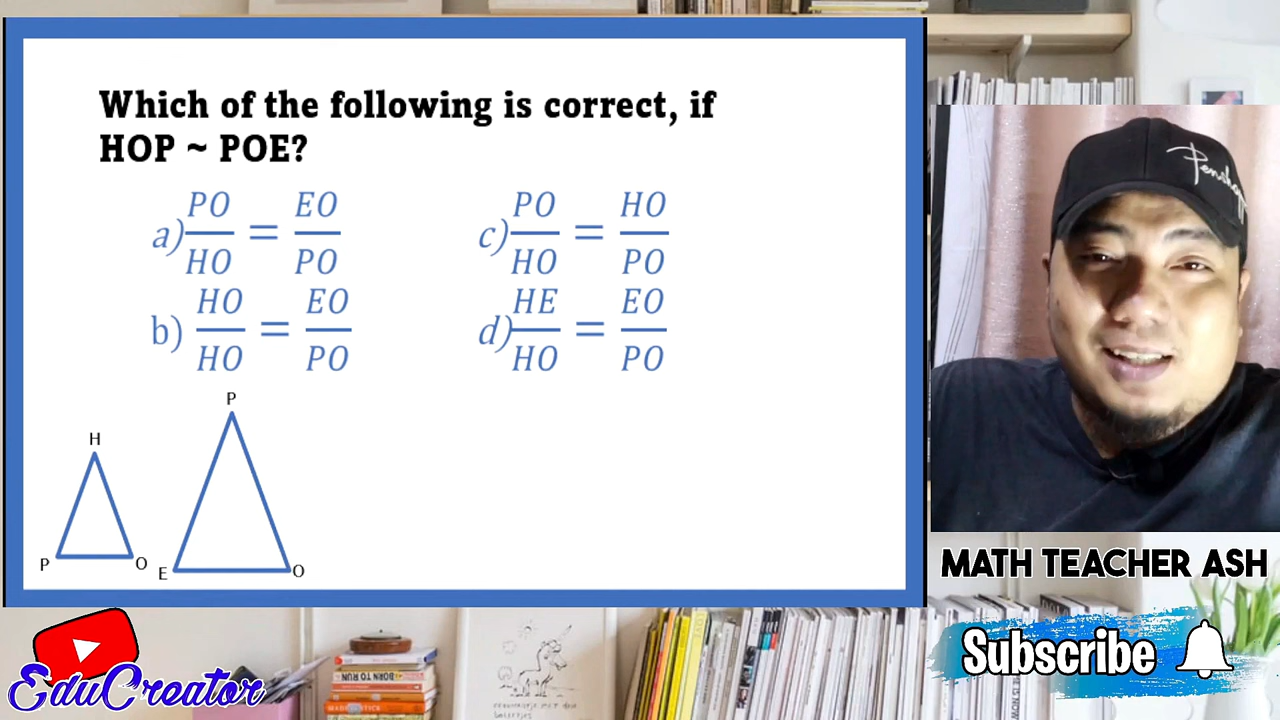 Which of the following is correct, if
HOP ~ POE?
a) PO/HO = EO/PO
c) PO/HO = HO/PO
b) HO/HO = EO/PO
d) HE/HO = EO/PO
H
P
O
P
E
O
MATH TEACHER ASH
Subscribe
EduCreator
BORN TO RUN